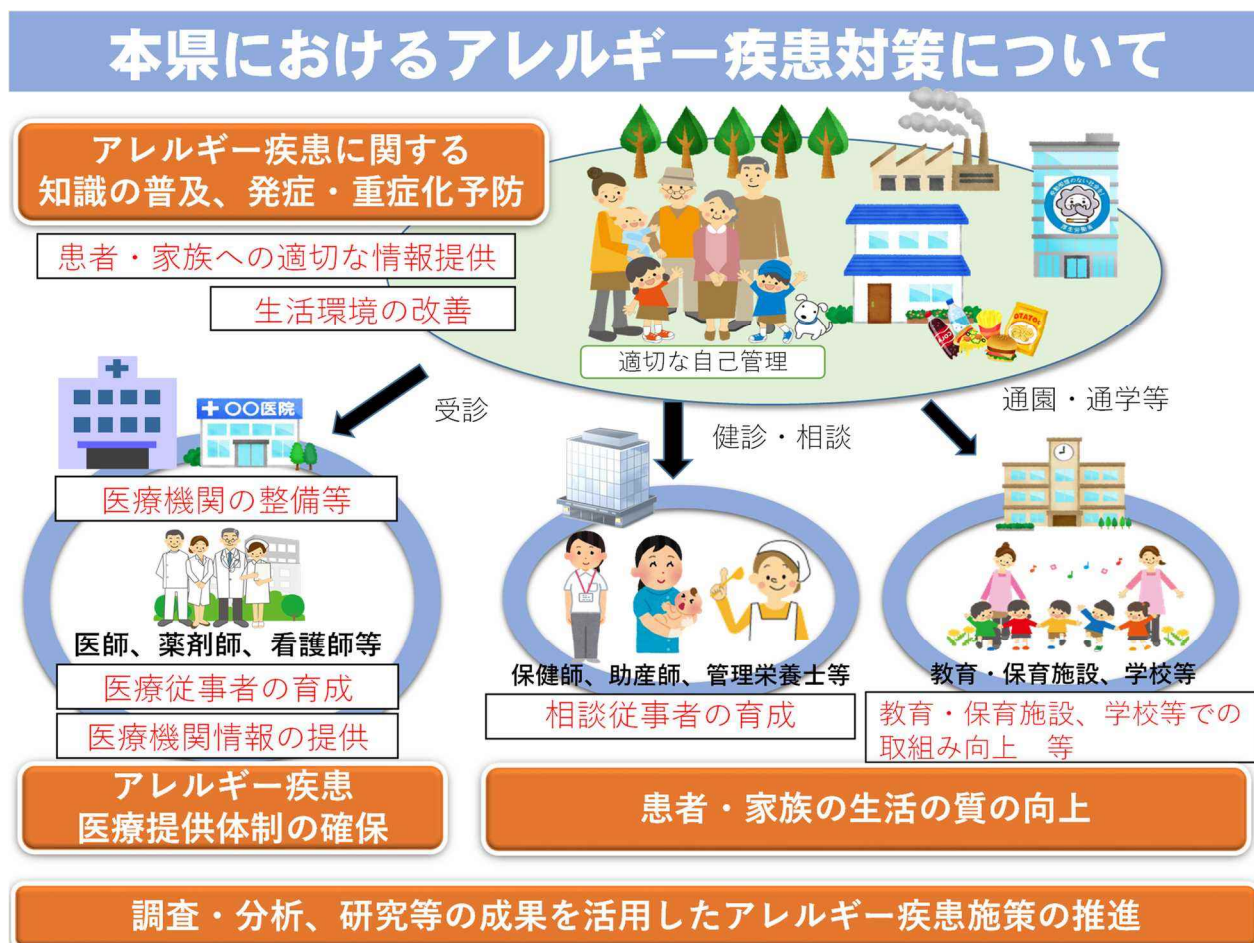 本県におけるアレルギー疾患対策について
アレルギー疾患に関する
知識の普及、発症・重症化予防
患者・家族への適切な情報提供
生活環境の改善
適切な自己管理
受診
健診・相談
通園・通学等
〇〇医院
医療機関の整備等
医師、薬剤師、看護師等
医療従事者の育成
医療機関情報の提供
アレルギー疾患
医療提供体制の確保
保健師、助産師、管理栄養士等
相談従事者の育成
教育・保育施設、学校等
教育・保育施設、学校等での
取組み向上　等
患者・家族の生活の質の向上
調査・分析、研究等の成果を活用したアレルギー疾患施策の推進